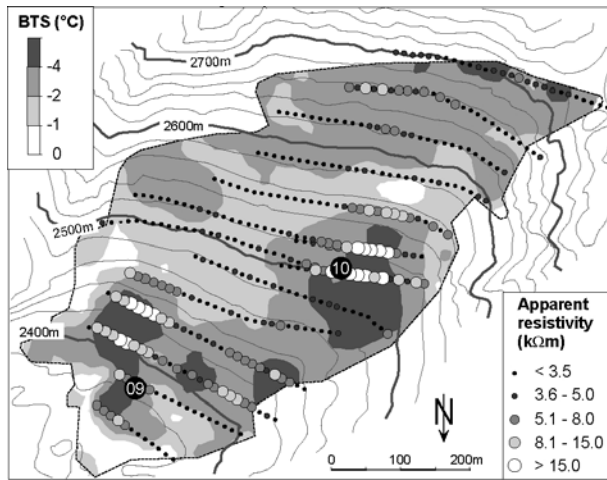 BTS (°C)
-4
-2
-1
0
2700m
2600m
2500m
2400m
10
09
N
0 100 200m
Apparent
resistivity
(kΩm)
< 3.5
3.6 - 5.0
5.1 - 8.0
8.1 - 15.0
> 15.0